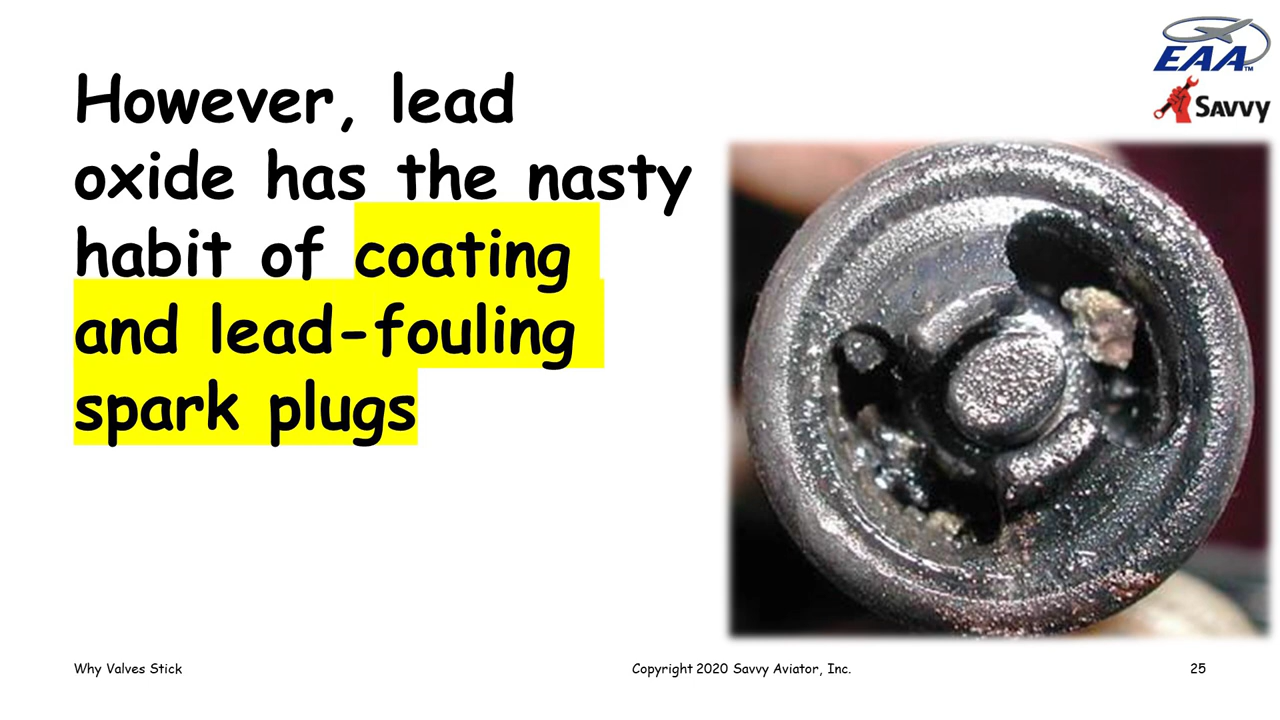 EAA™
SAVVY
However, lead
oxide has the nasty
habit of coating
and lead-fouling
spark plugs
Why Valves Stick
Copyright 2020 Savvy Aviator, Inc.
25